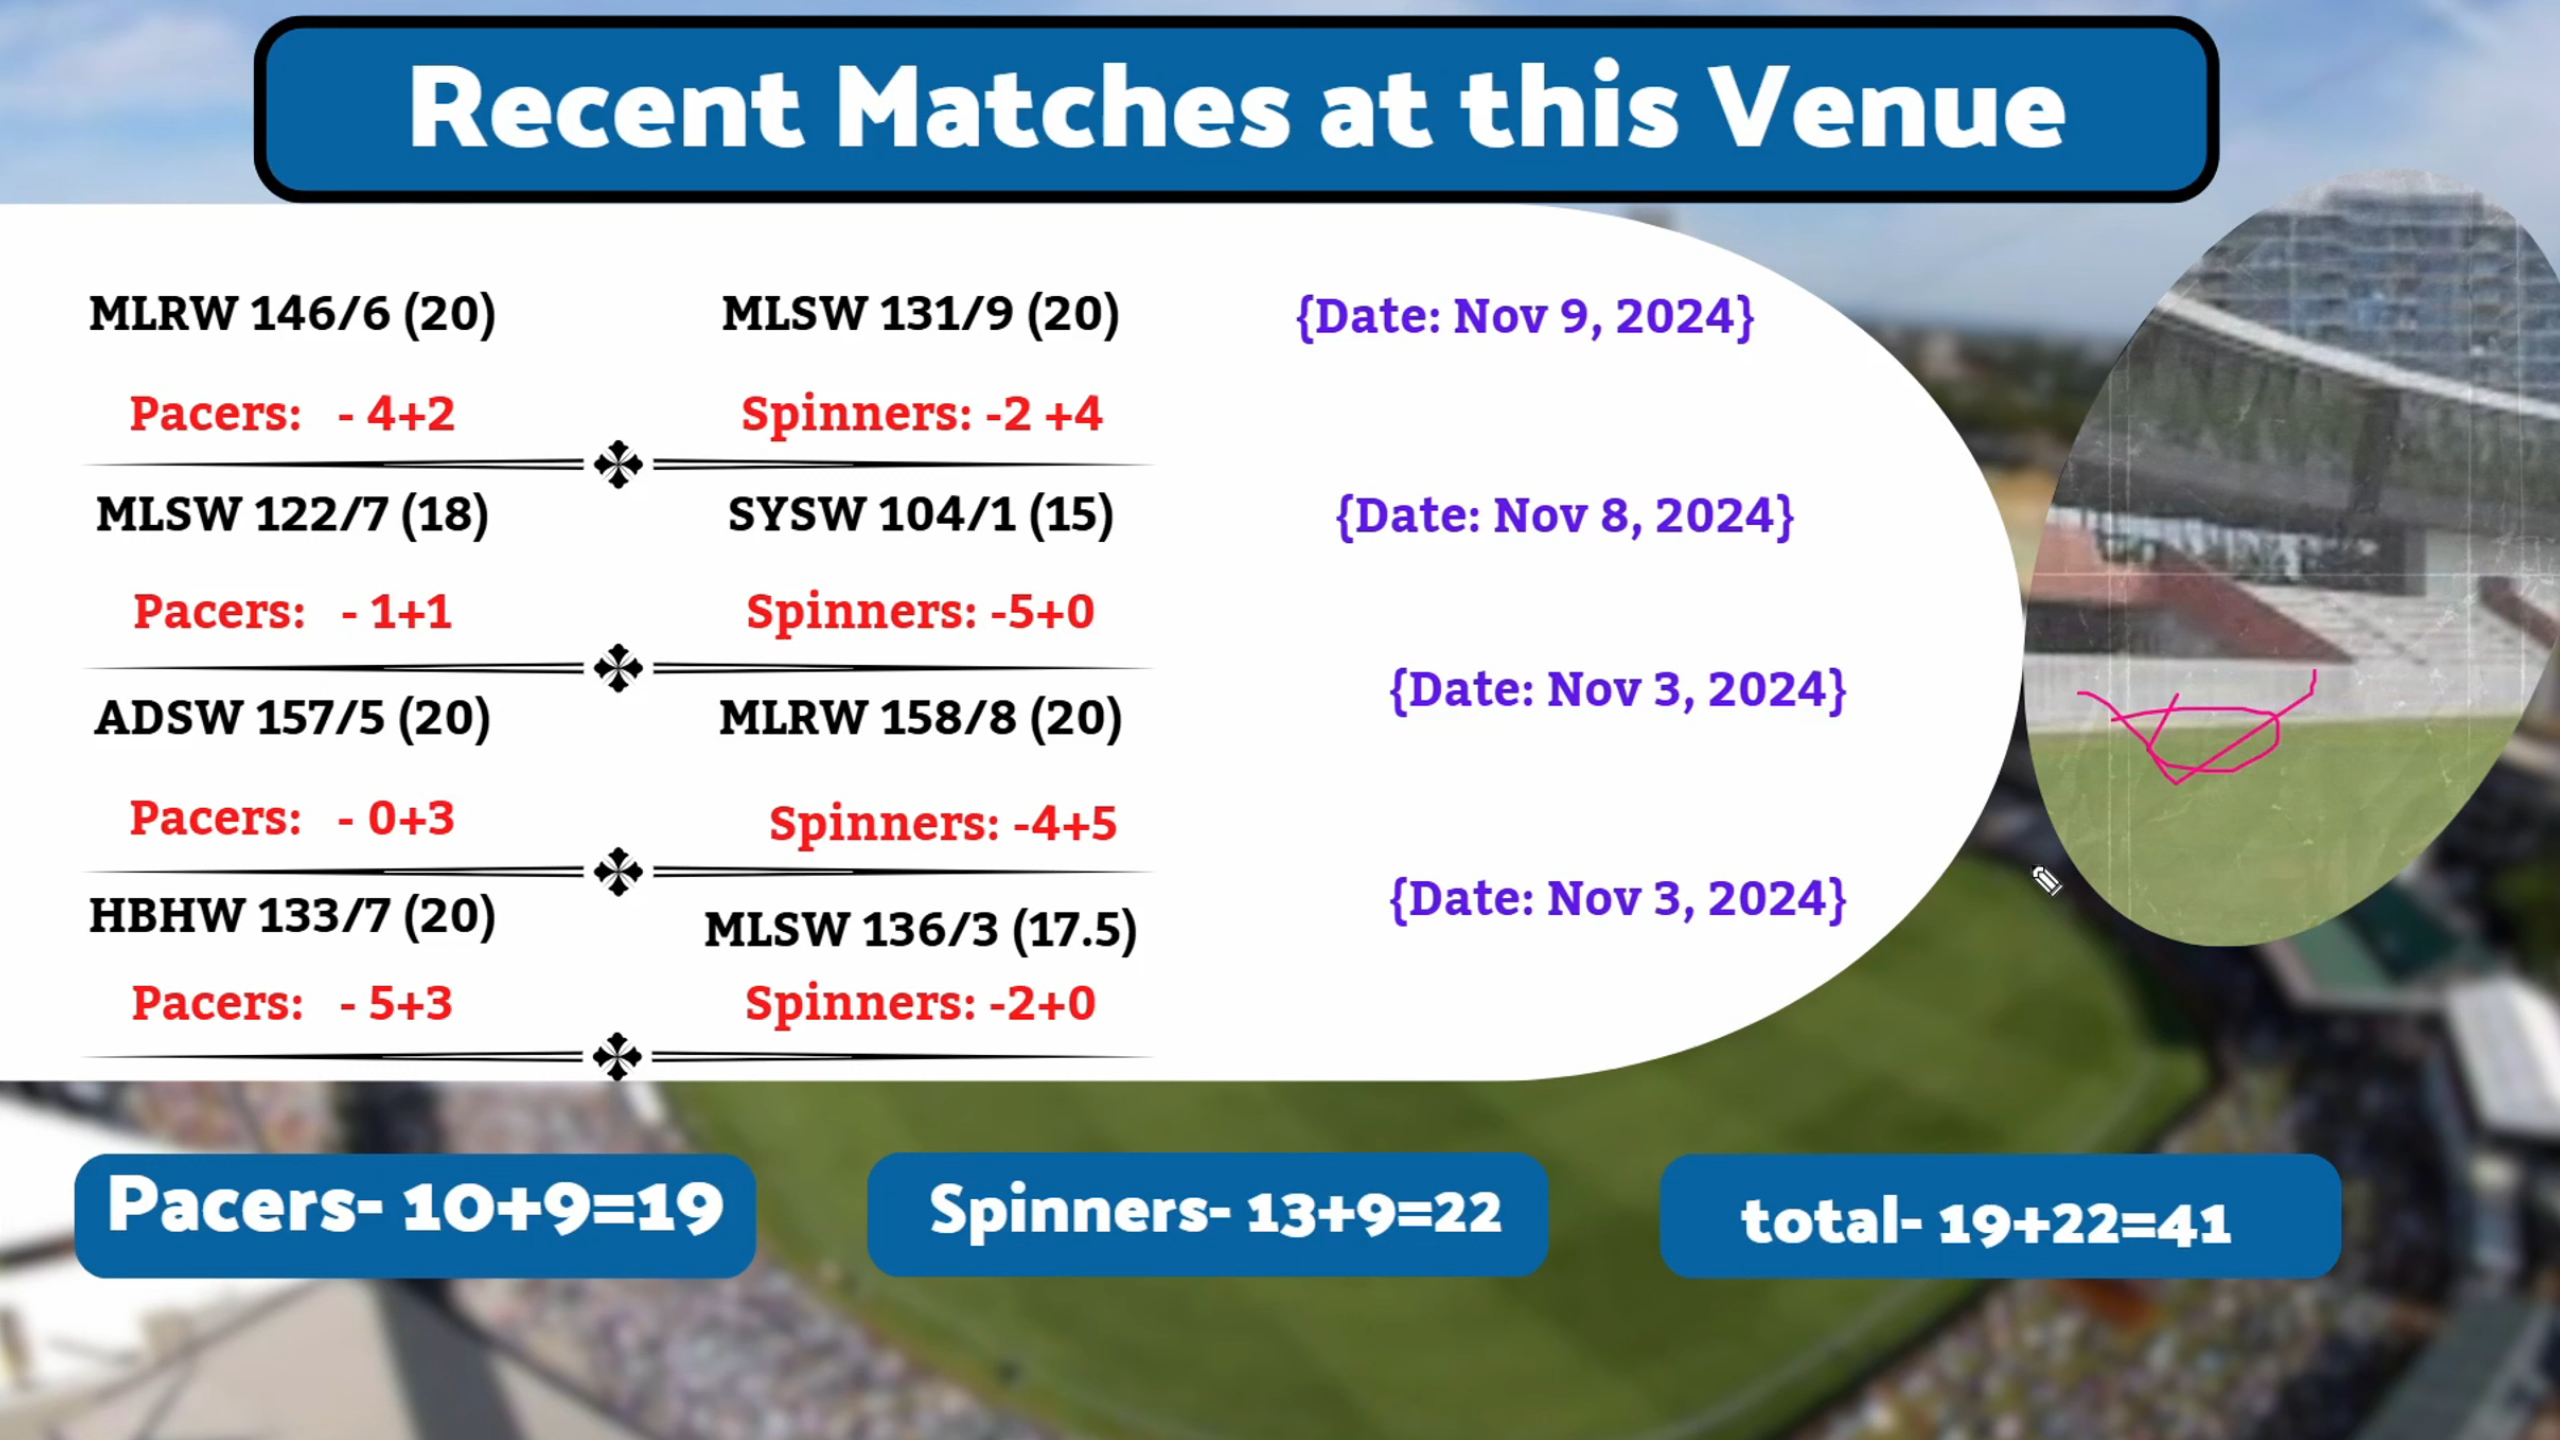 Recent Matches at this Venue
MLRW 146/6 (20) MLSW 131/9 (20) {Date: Nov 9, 2024}
Pacers: - 4+2 Spinners: -2 +4
MLSW 122/7 (18) SYSW 104/1 (15) {Date: Nov 8, 2024}
Pacers: - 1+1 Spinners: -5+0
ADSW 157/5 (20) MLRW 158/8 (20) {Date: Nov 3, 2024}
Pacers: - 0+3 Spinners: -4+5
HBHW 133/7 (20) MLSW 136/3 (17.5) {Date: Nov 3, 2024}
Pacers: - 5+3 Spinners: -2+0
Pacers- 10+9=19 Spinners- 13+9=22 total- 19+22=41